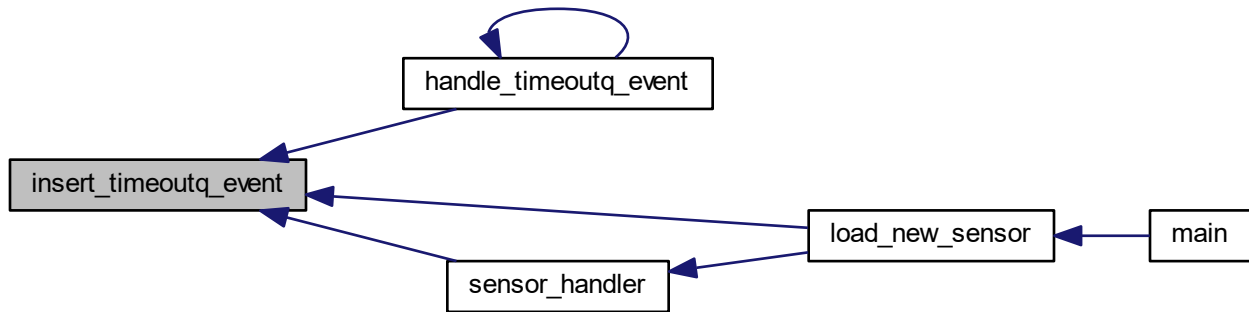 handle_timeoutq_event
insert_timeoutq_event
load_new_sensor
main
sensor_handler